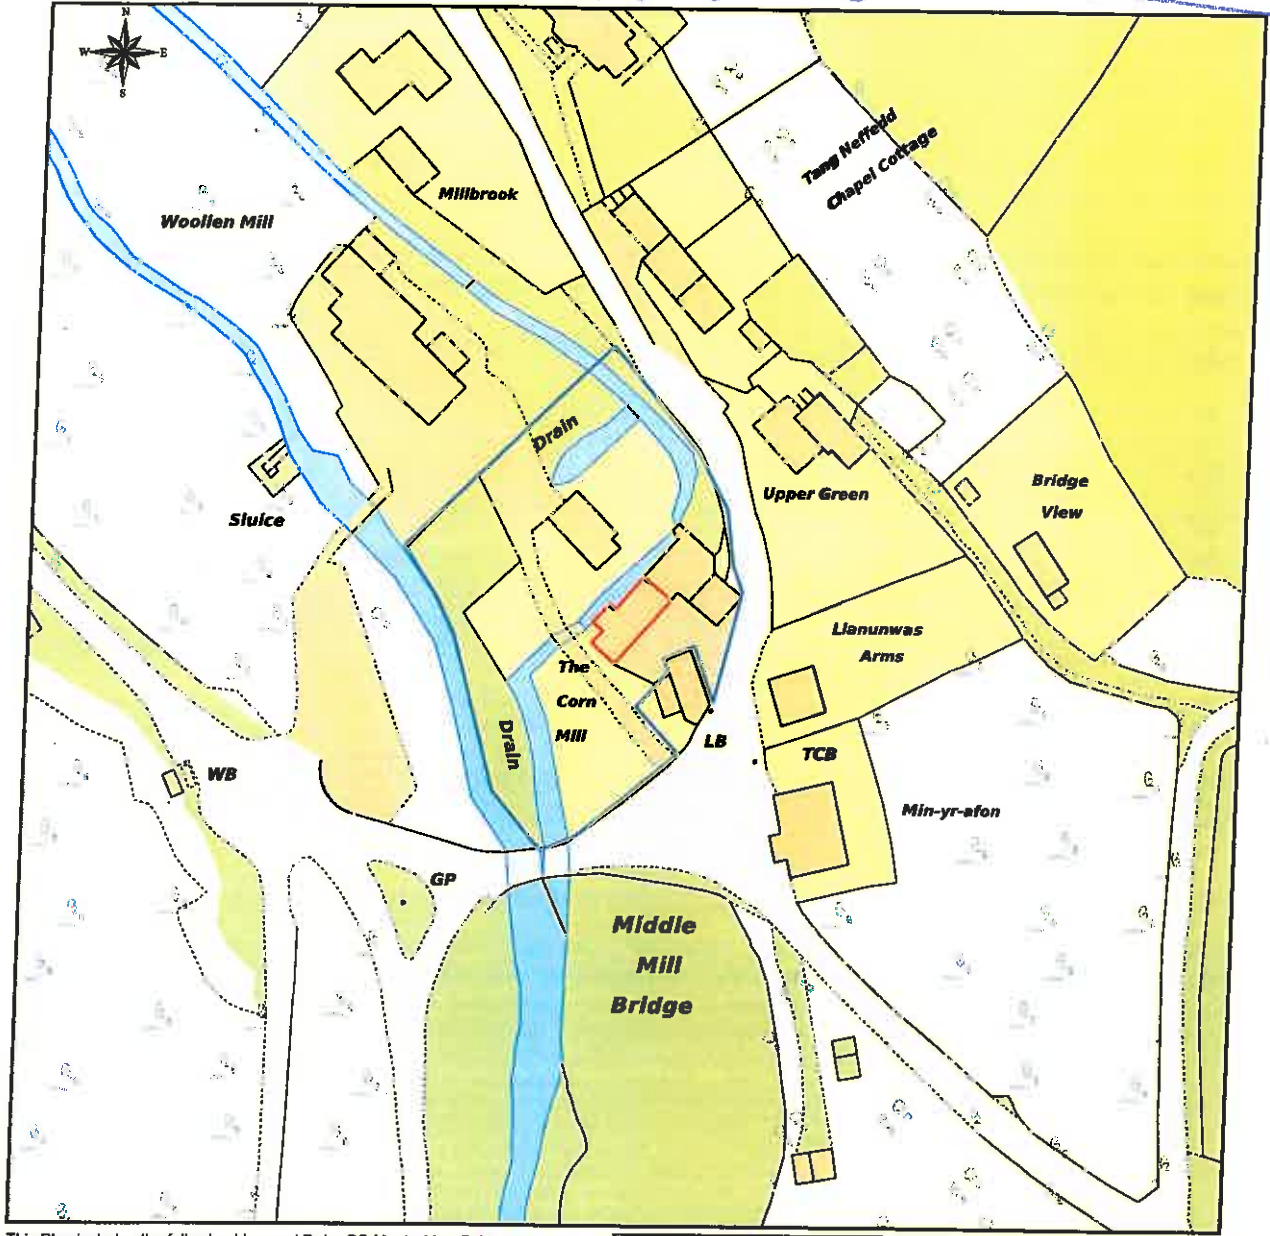 N
W E
S
Tang Neffedd
Chapel Cottage
Millbrook
Woollen Mill
Drain
Upper Green
Bridge
View
Sluice
Llanunwas
Arms
The
Corn
Mill
Drain
LB
TCB
WB
Min-yr-afon
GP
Middle
Mill
Bridge